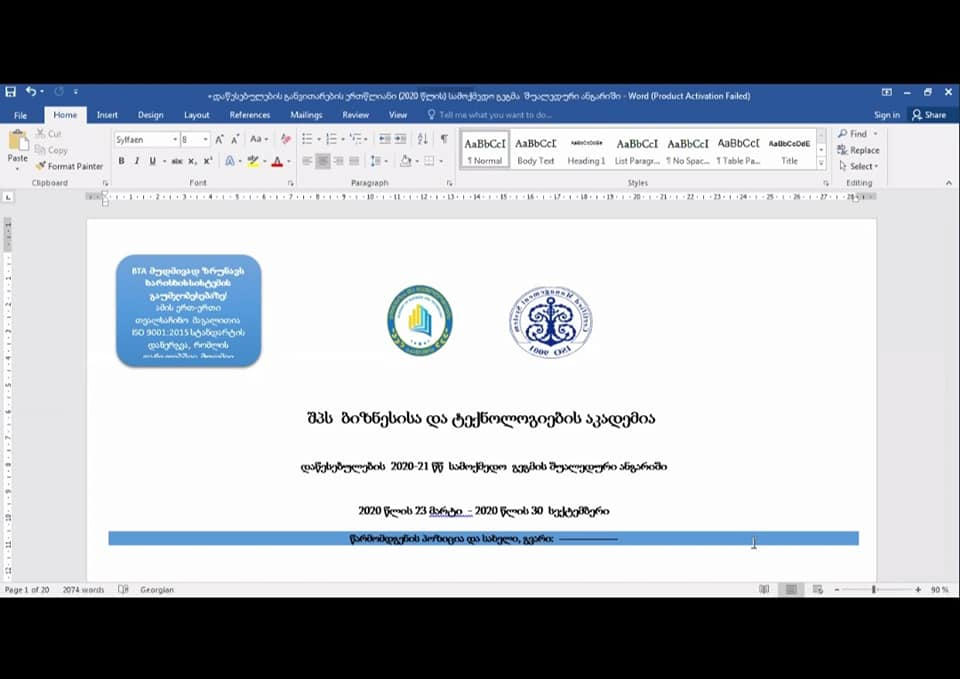 +დაწესებულების განვითარების ერთწლიანი (2020 წლის) სამოქმედო გეგმა შუალედური ანგარიში - Word (Product Activation Failed)
File Home Insert Design Layout References Mailings Review View Tell me what you want to do... Sign in Share
Paste Cut Copy Format Painter
Clipboard
Sylfaen 8
Font
Paragraph
AaBbCcI AaBbCcI AaBbCcDdEe AaBbCcI AaBbCcI AaBbCcI AaBbCcDdE
¶ Normal Body Text Heading 1 List Paragr... ¶ No Spac... ¶ Table Pa... Title
Styles
Find Replace Select
Editing
BTA მუდმივად ზრუნავს
ხარისხის სისტემის
გაუმჯობესებაზე!
ამის ერთ-ერთი
თვალსაჩინო მაგალითია
ISO 9001:2015 სტანდარტის
დანერგვა, რომლის
ISO 9001
შპს ბიზნესისა და ტექნოლოგიების აკადემია
დაწესებულების 2020-21 წწ სამოქმედო გეგმის შუალედური ანგარიში
2020 წლის 23 მარტი - 2020 წლის 30 სექტემბერი
წარმომდგენის პოზიცია და სახელი, გვარი:
Page 1 of 20 2074 words Georgian 90 %